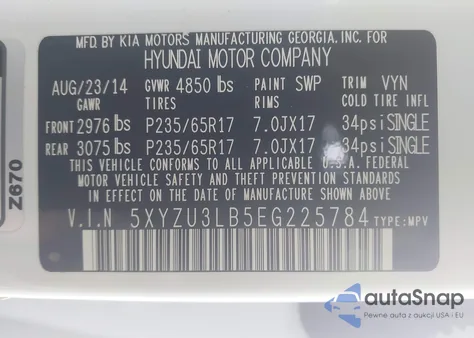 MFD. BY KIA MOTORS MANUFACTURING GEORGIA, INC. FOR
HYUNDAI MOTOR COMPANY
AUG/23/14 GVWR 4850 lbs PAINT SWP TRIM VYN
GAWR TIRES RIMS COLD TIRE INFLATION
FRONT 2976 lbs P235/65R17 7.0JX17 34psi SINGLE
REAR 3075 lbs P235/65R17 7.0JX17 34psi SINGLE
THIS VEHICLE CONFORMS TO ALL APPLICABLE U.S.A. FEDERAL
MOTOR VEHICLE SAFETY, BUMPER, AND THEFT PREVENTION STANDARDS
IN EFFECT ON THE DATE OF MANUFACTURE SHOWN ABOVE.
V.I.N 5XYZU3LB5EG225784 TYPE:MPV
Z670
autoSnap
Pewne auta z aukcji USA i EU